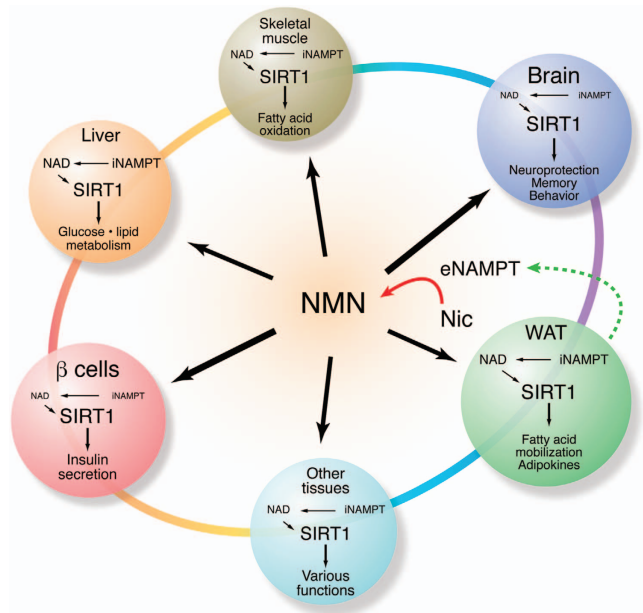 Skeletal
muscle
NAD iNAMPT
SIRT1
Fatty acid
oxidation
Brain
NAD iNAMPT
SIRT1
Neuroprotection
Memory
Behavior
Liver
NAD iNAMPT
SIRT1
Glucose • lipid
metabolism
eNAMPT
NMN
Nic
WAT
NAD iNAMPT
SIRT1
Fatty acid
mobilization
Adipokines
β cells
NAD iNAMPT
SIRT1
Insulin
secretion
Other
tissues
NAD iNAMPT
SIRT1
Various
functions